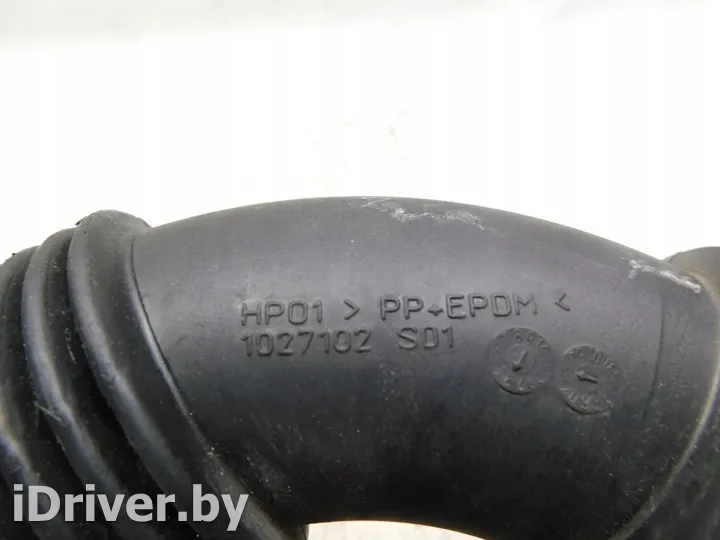 HP01 > PP+EPDM <
1027102 S01
iDriver.by